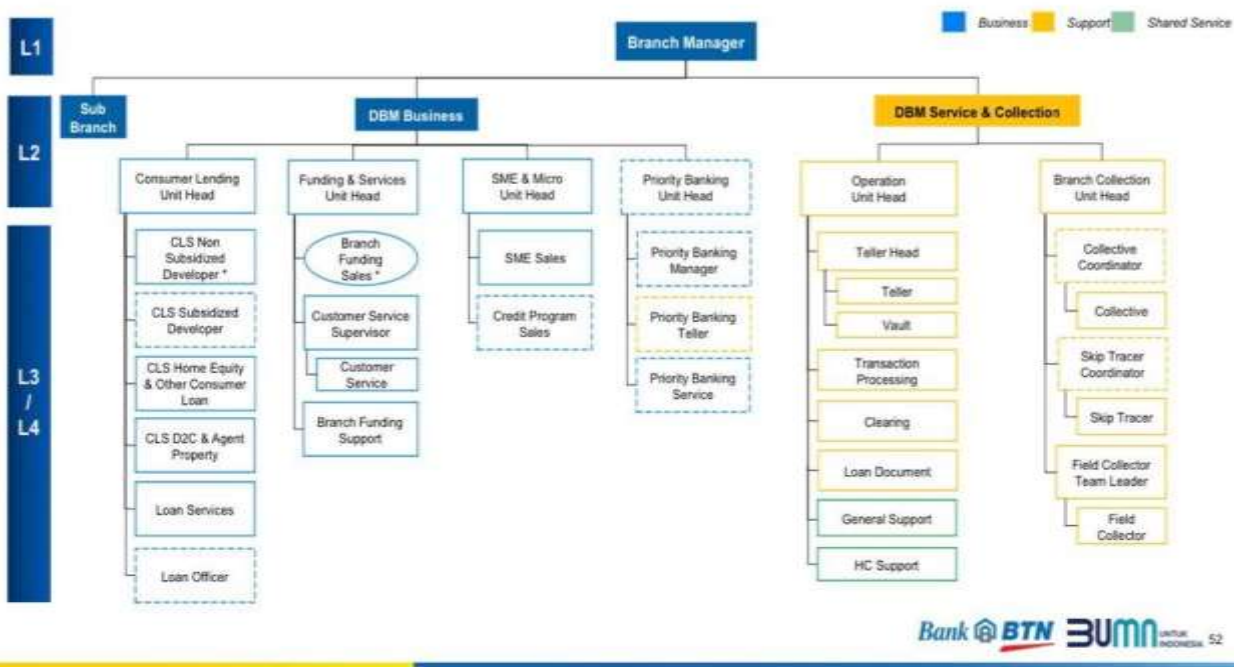 L1
Branch Manager
Business
Support
Shared Service
L2
Sub
Branch
DBM Business
DBM Service & Collection
Consumer Lending
Unit Head
Funding & Services
Unit Head
SME & Micro
Unit Head
Priority Banking
Unit Head
Operation
Unit Head
Branch Collection
Unit Head
L3
/
L4
CLS Non
Subsidized
Developer *
CLS Subsidized
Developer
CLS Home Equity
& Other Consumer
Loan
CLS D2C & Agent
Property
Loan Services
Loan Officer
Branch
Funding
Sales *
Customer Service
Supervisor
Customer
Service
Branch Funding
Support
SME Sales
Credit Program
Sales
Priority Banking
Manager
Priority Banking
Teller
Priority Banking
Service
Teller Head
Teller
Vault
Transaction
Processing
Clearing
Loan Document
General Support
HC Support
Collective
Coordinator
Collective
Skip Tracer
Coordinator
Skip Tracer
Field Collector
Team Leader
Field
Collector
Bank BTN
BUMN
UNTUK
INDONESIA
52